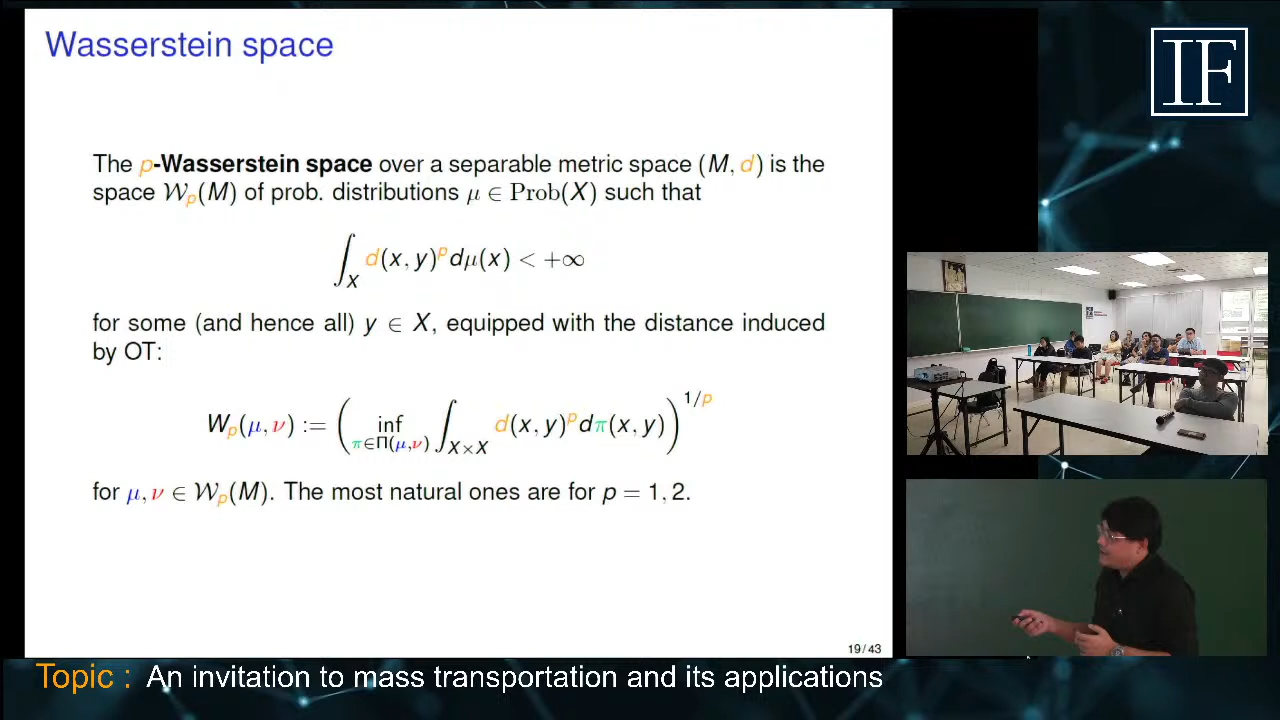 Wasserstein space
The p-Wasserstein space over a separable metric space (M, d) is the
space 𝒲ₚ(M) of prob. distributions μ ∈ Prob(X) such that
∫_X d(x, y)^p dμ(x) < +∞
for some (and hence all) y ∈ X, equipped with the distance induced
by OT:
Wₚ(μ, ν) := ( inf_{π∈Π(μ,ν)} ∫_{X×X} d(x, y)^p dπ(x, y) )^{1/p}
for μ, ν ∈ 𝒲ₚ(M). The most natural ones are for p = 1, 2.
19/43
IF
Topic : An invitation to mass transportation and its applications